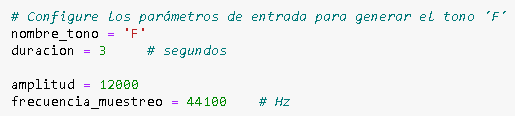 # Configure los parámetros de entrada para generar el tono ´F´
nombre_tono = 'F'
duracion = 3     # segundos
amplitud = 12000
frecuencia_muestreo = 44100    # Hz